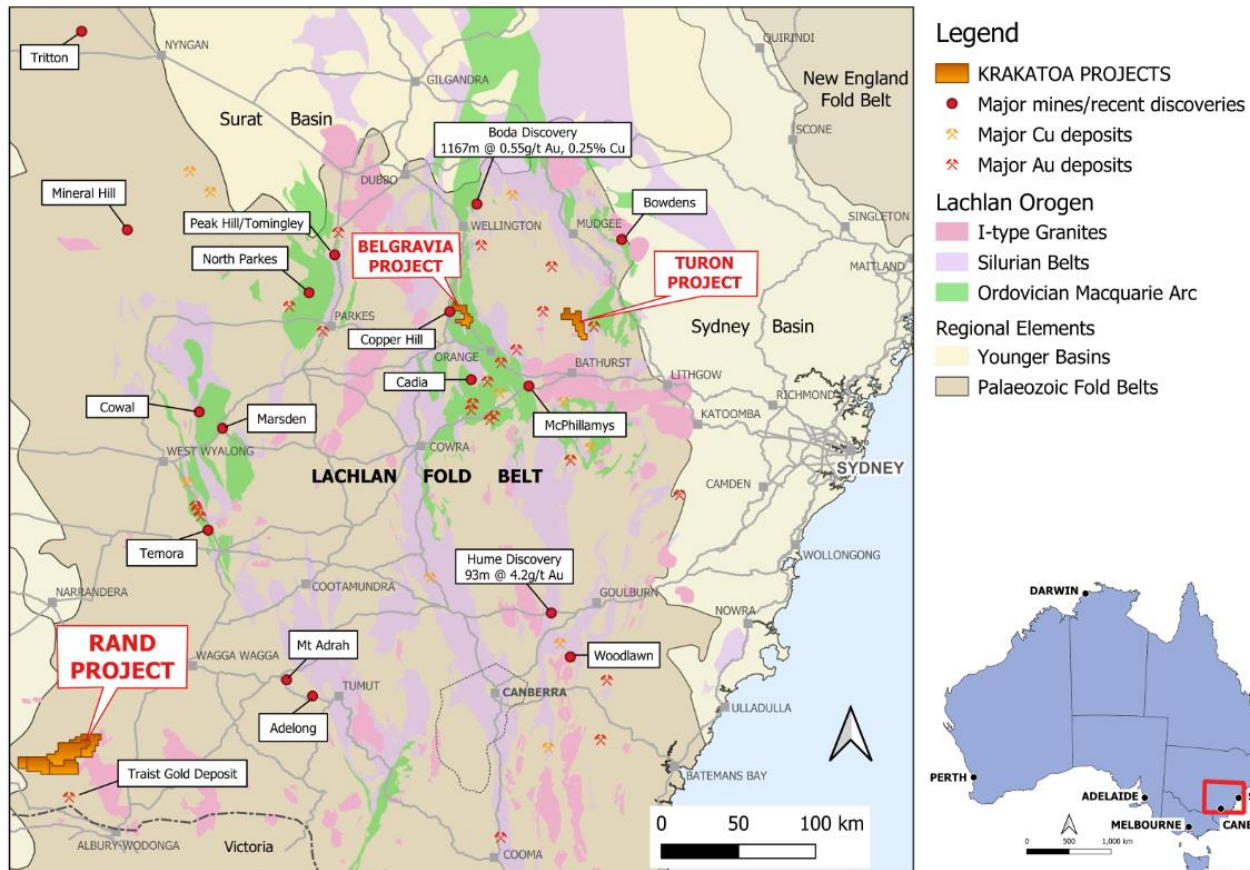 Tritton
NYNGAN
QUIRINDI
GILGANDRA
New England
Fold Belt
Surat Basin
SCONE
Boda Discovery
1167m @ 0.55g/t Au, 0.25% Cu
DUBBO
Mineral Hill
Peak Hill/Tomingley
WELLINGTON
MUDGEE
Bowdens
SINGLETON
BELGRAVIA
PROJECT
North Parkes
TURON
PROJECT
MAITLAND
PARKES
Copper Hill
Sydney Basin
ORANGE
BATHURST
LITHGOW
Cadia
RICHMOND
Cowal
Marsden
McPhillamys
KATOOMBA
COWRA
WEST WYALONG
LACHLAN FOLD BELT
SYDNEY
CAMDEN
Temora
WOLLONGONG
Hume Discovery
93m @ 4.2g/t Au
COOTAMUNDRA
GOULBURN
NARRANDERA
NOWRA
RAND
PROJECT
WAGGA WAGGA
Mt Adrah
Woodlawn
TUMUT
CANBERRA
Adelong
ULLADULLA
Traist Gold Deposit
BATEMANS BAY
ALBURY-WODONGA
Victoria
COOMA
0 50 100 km
Legend
KRAKATOA PROJECTS
Major mines/recent discoveries
Major Cu deposits
Major Au deposits
Lachlan Orogen
I-type Granites
Silurian Belts
Ordovician Macquarie Arc
Regional Elements
Younger Basins
Palaeozoic Fold Belts
DARWIN
PERTH
ADELAIDE
S
CANB
MELBOURNE
0 500 1,000 km